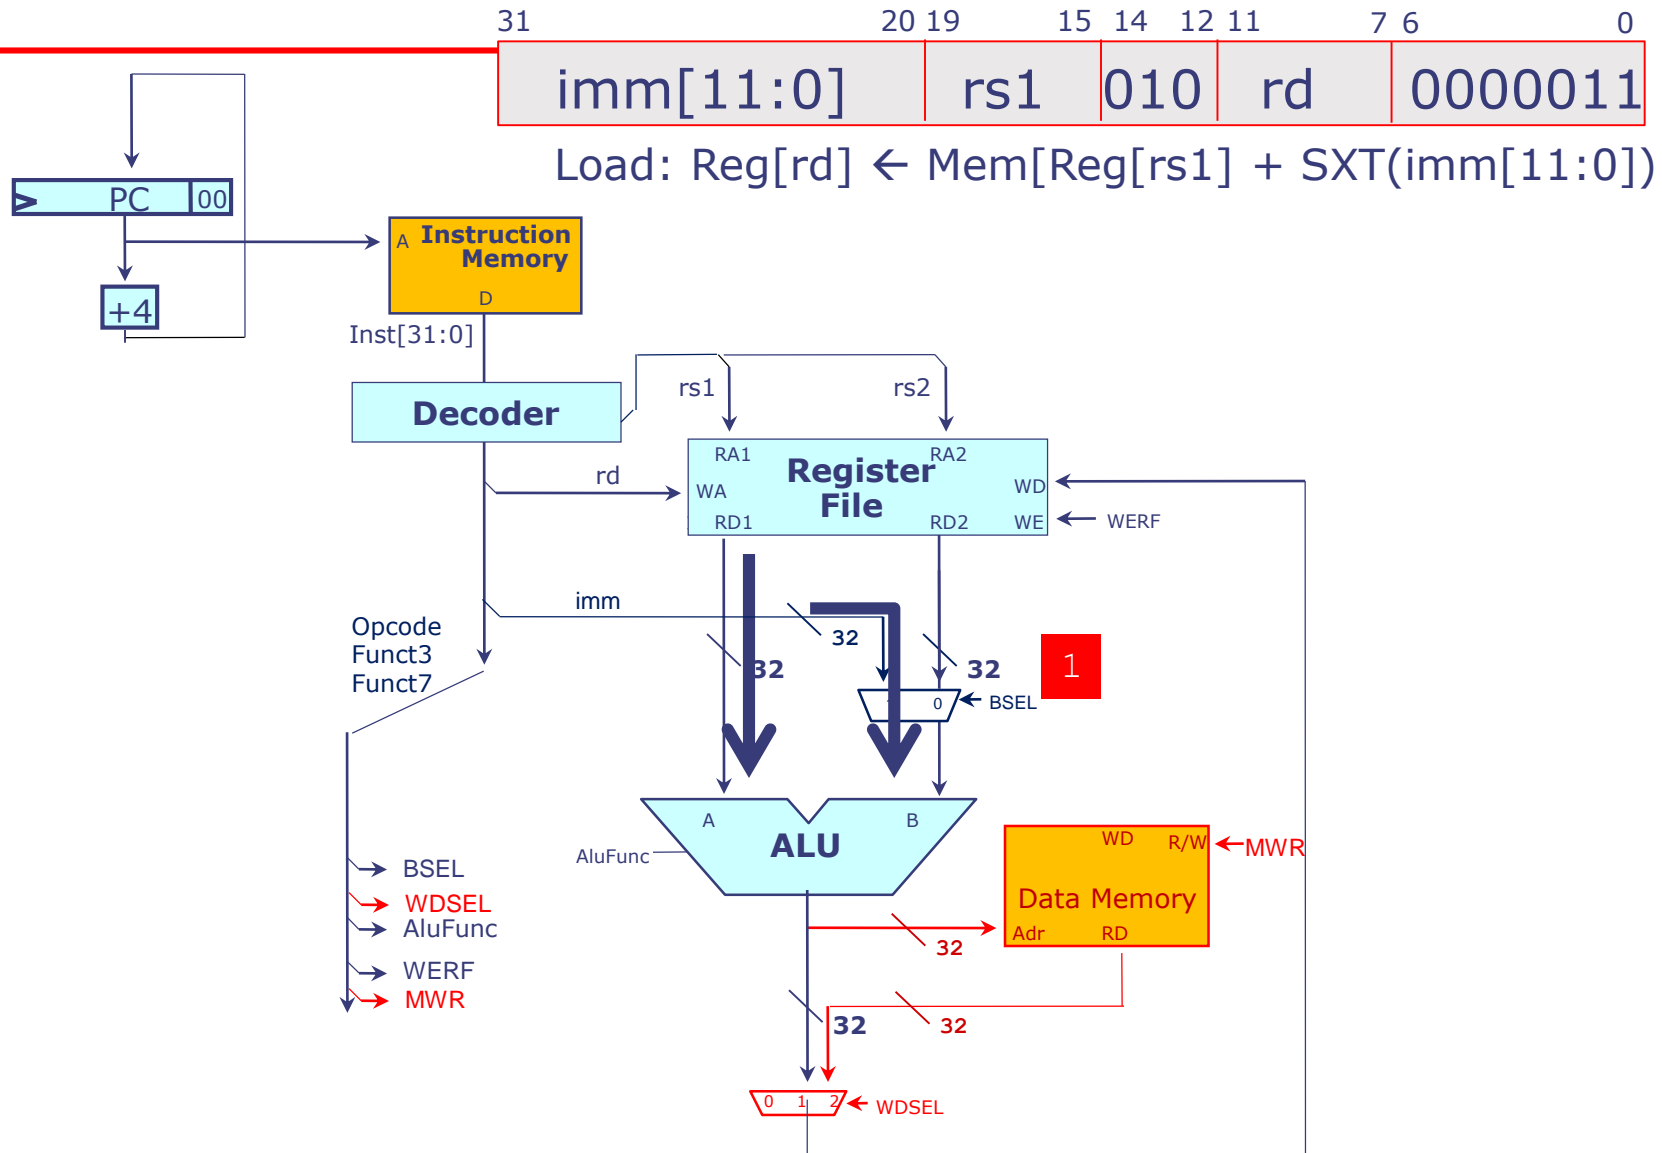 31 20 19 15 14 12 11 7 6 0
imm[11:0] rs1 010 rd 0000011
Load: Reg[rd] ← Mem[Reg[rs1] + SXT(imm[11:0])
PC 00
A Instruction
Memory
D
+4
Inst[31:0]
rs1 rs2
Decoder
RA1 RA2
Register
File
rd
WA WD
RD1 RD2 WE WERF
imm
32
Opcode
Funct3
Funct7
32 32 1
0 BSEL
A B
ALU
AluFunc
WD R/W MWR
Data Memory
Adr RD
BSEL
WDSEL
AluFunc
WERF
MWR
32
32 32
0 1 2 WDSEL